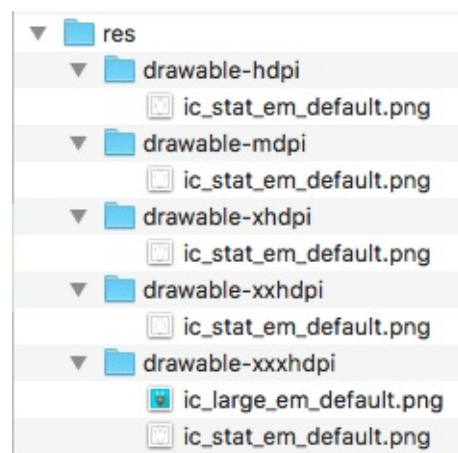 res
drawable-hdpi
ic_stat_em_default.png
drawable-mdpi
ic_stat_em_default.png
drawable-xhdpi
ic_stat_em_default.png
drawable-xxhdpi
ic_stat_em_default.png
drawable-xxxhdpi
ic_large_em_default.png
ic_stat_em_default.png